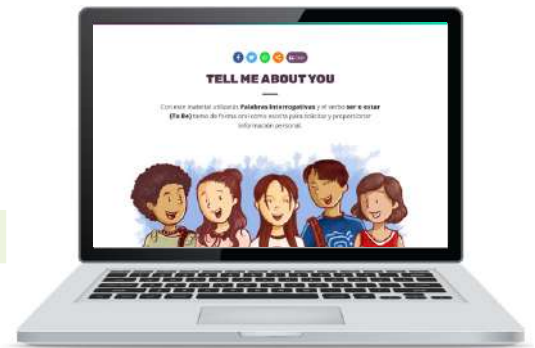 TELL ME ABOUT YOU
Con este material utilizarás Palabras Interrogativas y el verbo ser o estar
(To Be) tanto de forma oral como escrita para solicitar y proporcionar
información personal.